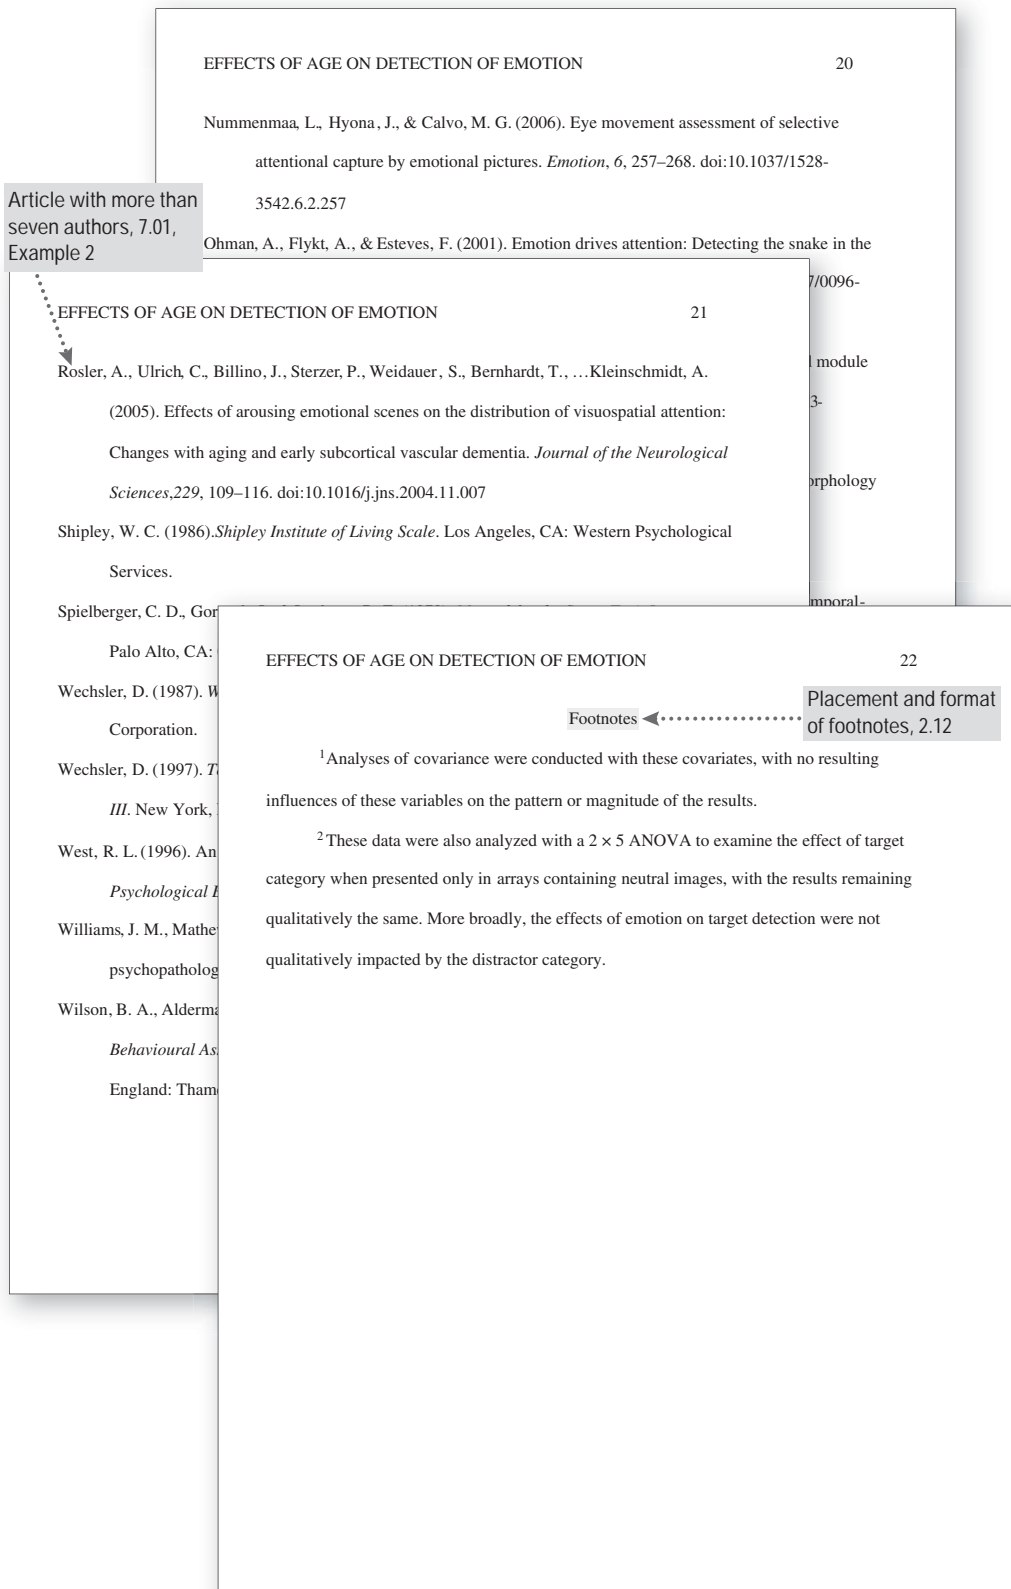 EFFECTS OF AGE ON DETECTION OF EMOTION 20
Nummenmaa, L., Hyona, J., & Calvo, M. G. (2006). Eye movement assessment of selective
attentional capture by emotional pictures. Emotion, 6, 257–268. doi:10.1037/1528-
3542.6.2.257
Ohman, A., Flykt, A., & Esteves, F. (2001). Emotion drives attention: Detecting the snake in the
7/0096-
module
3-
orphology
mporal-
Article with more than
seven authors, 7.01,
Example 2
EFFECTS OF AGE ON DETECTION OF EMOTION 21
Rosler, A., Ulrich, C., Billino, J., Sterzer, P., Weidauer, S., Bernhardt, T., …Kleinschmidt, A.
(2005). Effects of arousing emotional scenes on the distribution of visuospatial attention:
Changes with aging and early subcortical vascular dementia. Journal of the Neurological
Sciences,229, 109–116. doi:10.1016/j.jns.2004.11.007
Shipley, W. C. (1986).Shipley Institute of Living Scale. Los Angeles, CA: Western Psychological
Services.
Spielberger, C. D., Gor
Palo Alto, CA:
Wechsler, D. (1987). W
Corporation.
Wechsler, D. (1997). T
III. New York,
West, R. L. (1996). An
Psychological
Williams, J. M., Mathe
psychopatholog
Wilson, B. A., Alderma
Behavioural As
England: Tham
EFFECTS OF AGE ON DETECTION OF EMOTION 22
Footnotes
Placement and format
of footnotes, 2.12
1 Analyses of covariance were conducted with these covariates, with no resulting
influences of these variables on the pattern or magnitude of the results.
2 These data were also analyzed with a 2 × 5 ANOVA to examine the effect of target
category when presented only in arrays containing neutral images, with the results remaining
qualitatively the same. More broadly, the effects of emotion on target detection were not
qualitatively impacted by the distractor category.